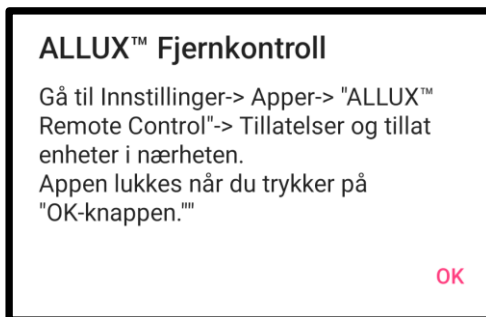 ALLUX™ Fjernkontroll
Gå til Innstillinger-> Apper-> "ALLUX™
Remote Control"-> Tillatelser og tillat
enheter i nærheten.
Appen lukkes når du trykker på
"OK-knappen.""
OK